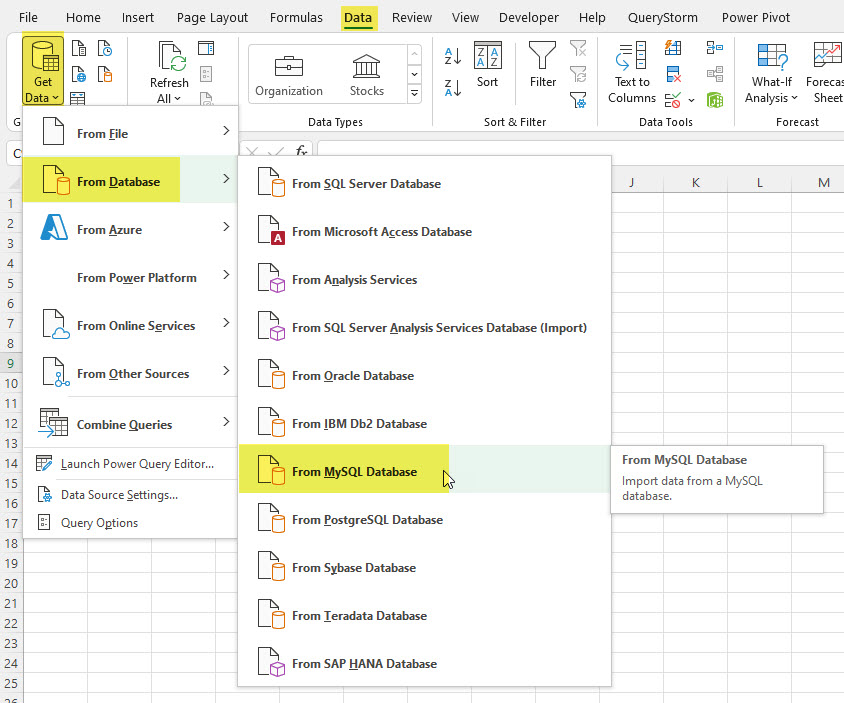 File Home Insert Page Layout Formulas Data Review View Developer Help QueryStorm Power Pivot
Get
Data
Refresh
All
Organization Stocks
Data Types
Sort
Filter
Sort & Filter
Text to
Columns
Data Tools
What-If
Analysis
Forecas
Sheet
Forecast
G
C
fx
From File
From Database
From Azure
From Power Platform
From Online Services
From Other Sources
Combine Queries
Launch Power Query Editor...
Data Source Settings...
Query Options
From SQL Server Database
From Microsoft Access Database
From Analysis Services
From SQL Server Analysis Services Database (Import)
From Oracle Database
From IBM Db2 Database
From MySQL Database
From PostgreSQL Database
From Sybase Database
From Teradata Database
From SAP HANA Database
From MySQL Database
Import data from a MySQL
database.
J K L M
1
2
3
4
5
6
7
8
9
10
11
12
13
14
15
16
17
18
19
20
21
22
23
24
25